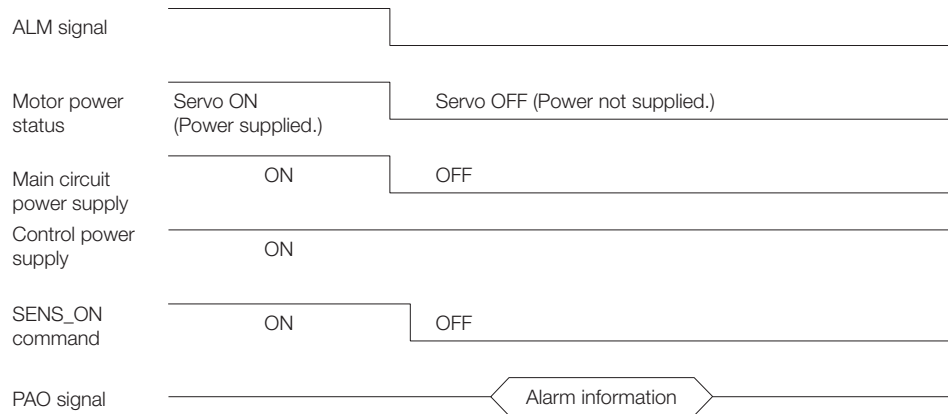 ALM signal
Motor power
status
Servo ON
(Power supplied.)
Servo OFF (Power not supplied.)
Main circuit
power supply
ON
OFF
Control power
supply
ON
SENS_ON
command
ON
OFF
PAO signal
Alarm information